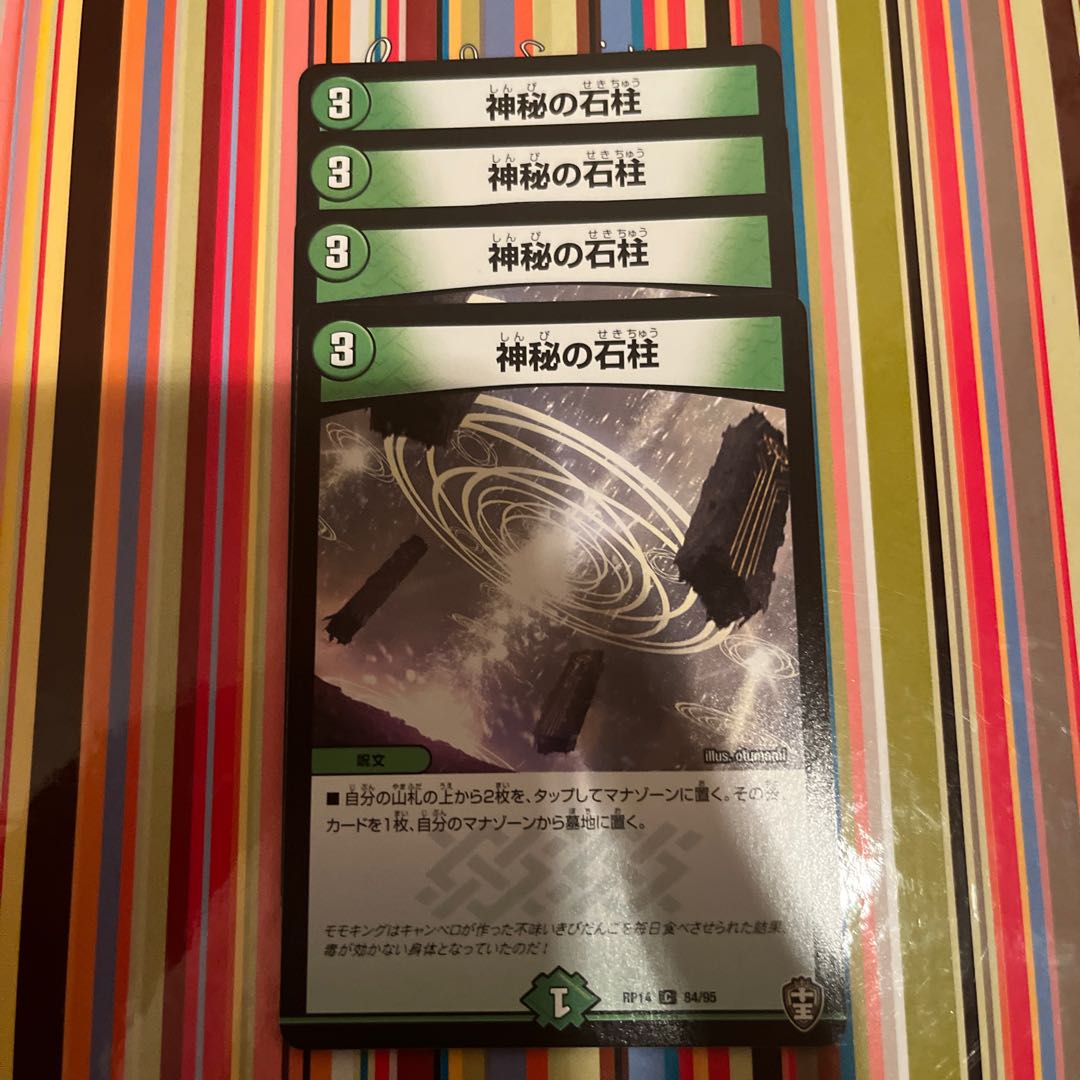 3 神秘の石柱
しんぴ せきちゅう
3 神秘の石柱
しんぴ せきちゅう
3 神秘の石柱
しんぴ せきちゅう
3 神秘の石柱
しんぴ せきちゅう
呪文
illus. otumami
■自分の山札の上から2枚を、タップしてマナゾーンに置く。その後、
カードを1枚、自分のマナゾーンから墓地に置く。
モモキングはキャンベロが作った不味いきびだんごを毎日食べさせられた結果、
毒が効かない身体となっていたのだ!
1
RP14 C 84/95